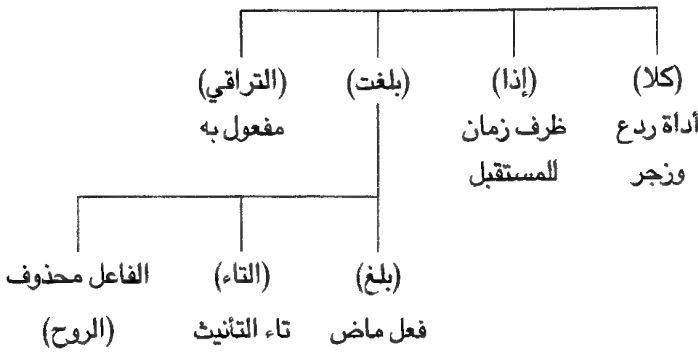 (كلا) (إذا) (بلغت) (التراقي)
أداة ردع ظرف زمان مفعول به
وزجر للمستقبل
(بلغ) (التاء) الفاعل محذوف
فعل ماض تاء التأنيث (الروح)